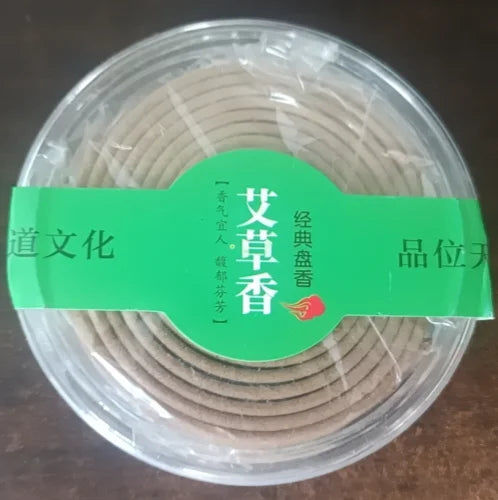 经典盘香
艾草香
【香气宜人 馥郁芬芳】
道文化
品位天